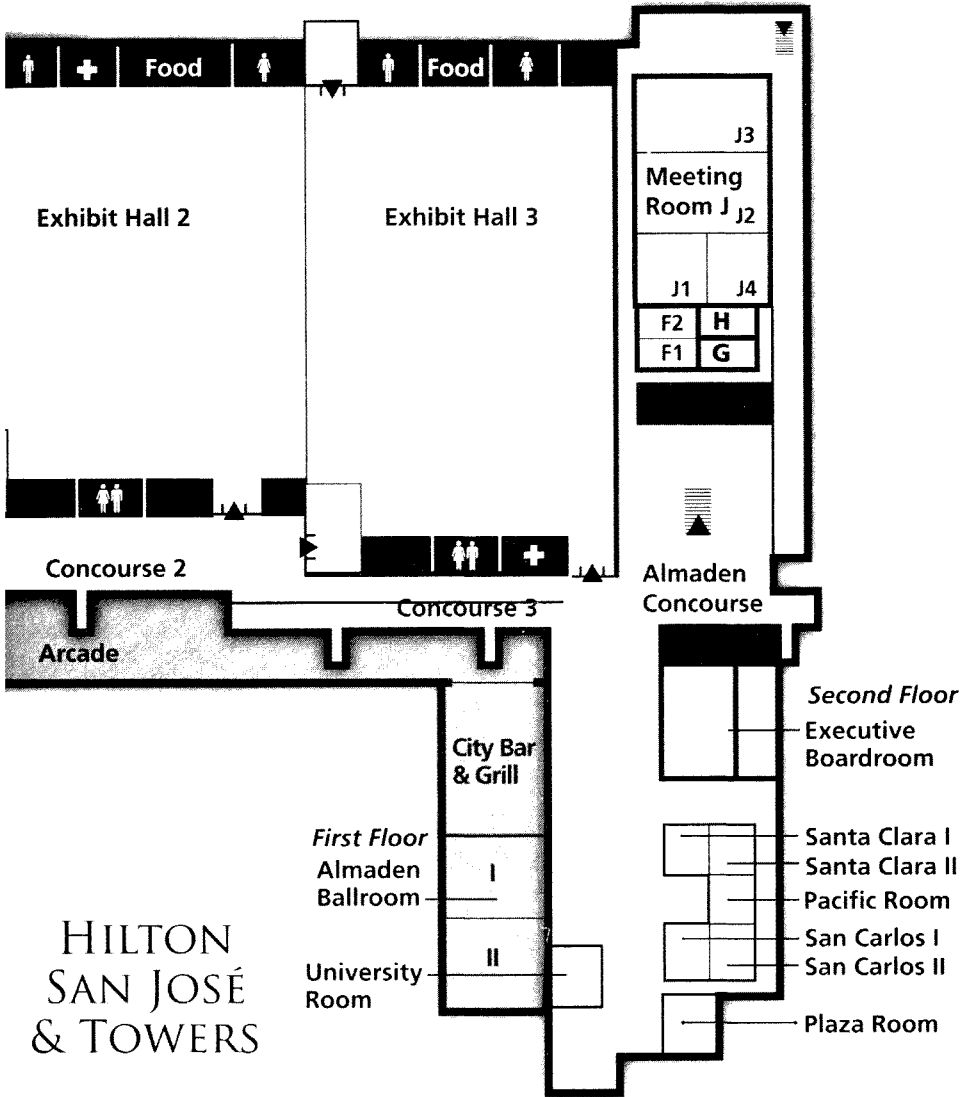 Food
Food
J3
Meeting
Room J
J2
Exhibit Hall 2
Exhibit Hall 3
J1
J4
F2
H
F1
G
Concourse 2
Almaden
Concourse
Concourse 3
Arcade
Second Floor
Executive
Boardroom
City Bar
& Grill
First Floor
Almaden
Ballroom
I
II
University
Room
Santa Clara I
Santa Clara II
Pacific Room
San Carlos I
San Carlos II
Plaza Room
HILTON
SAN JOSÉ
& TOWERS